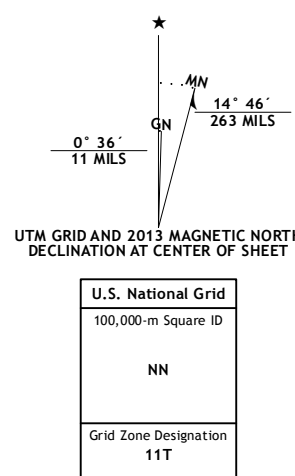 ★
MN
GN
14° 46´
263 MILS
0° 36´
11 MILS
UTM GRID AND 2013 MAGNETIC NORTH
DECLINATION AT CENTER OF SHEET
U.S. National Grid
100,000-m Square ID
NN
Grid Zone Designation
11T